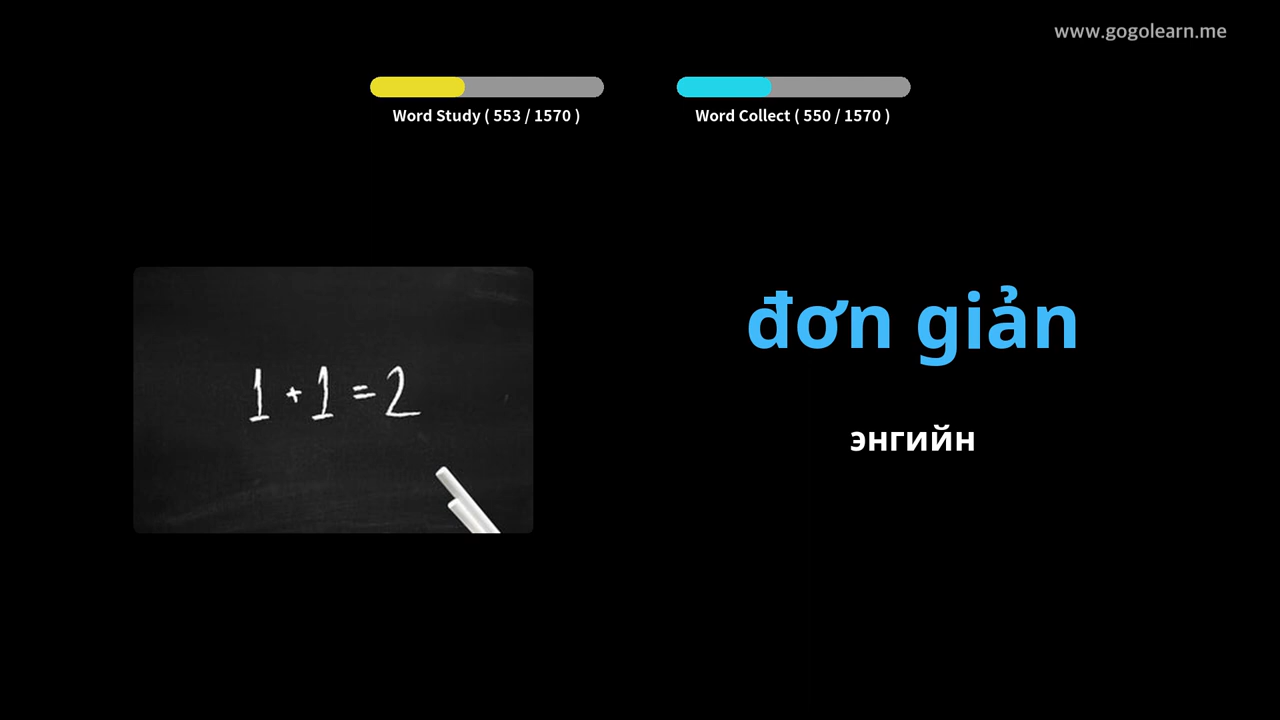 www.gogolearn.me
Word Study ( 553 / 1570 )
Word Collect ( 550 / 1570 )
1 + 1 = 2
đơn giản
энгийн